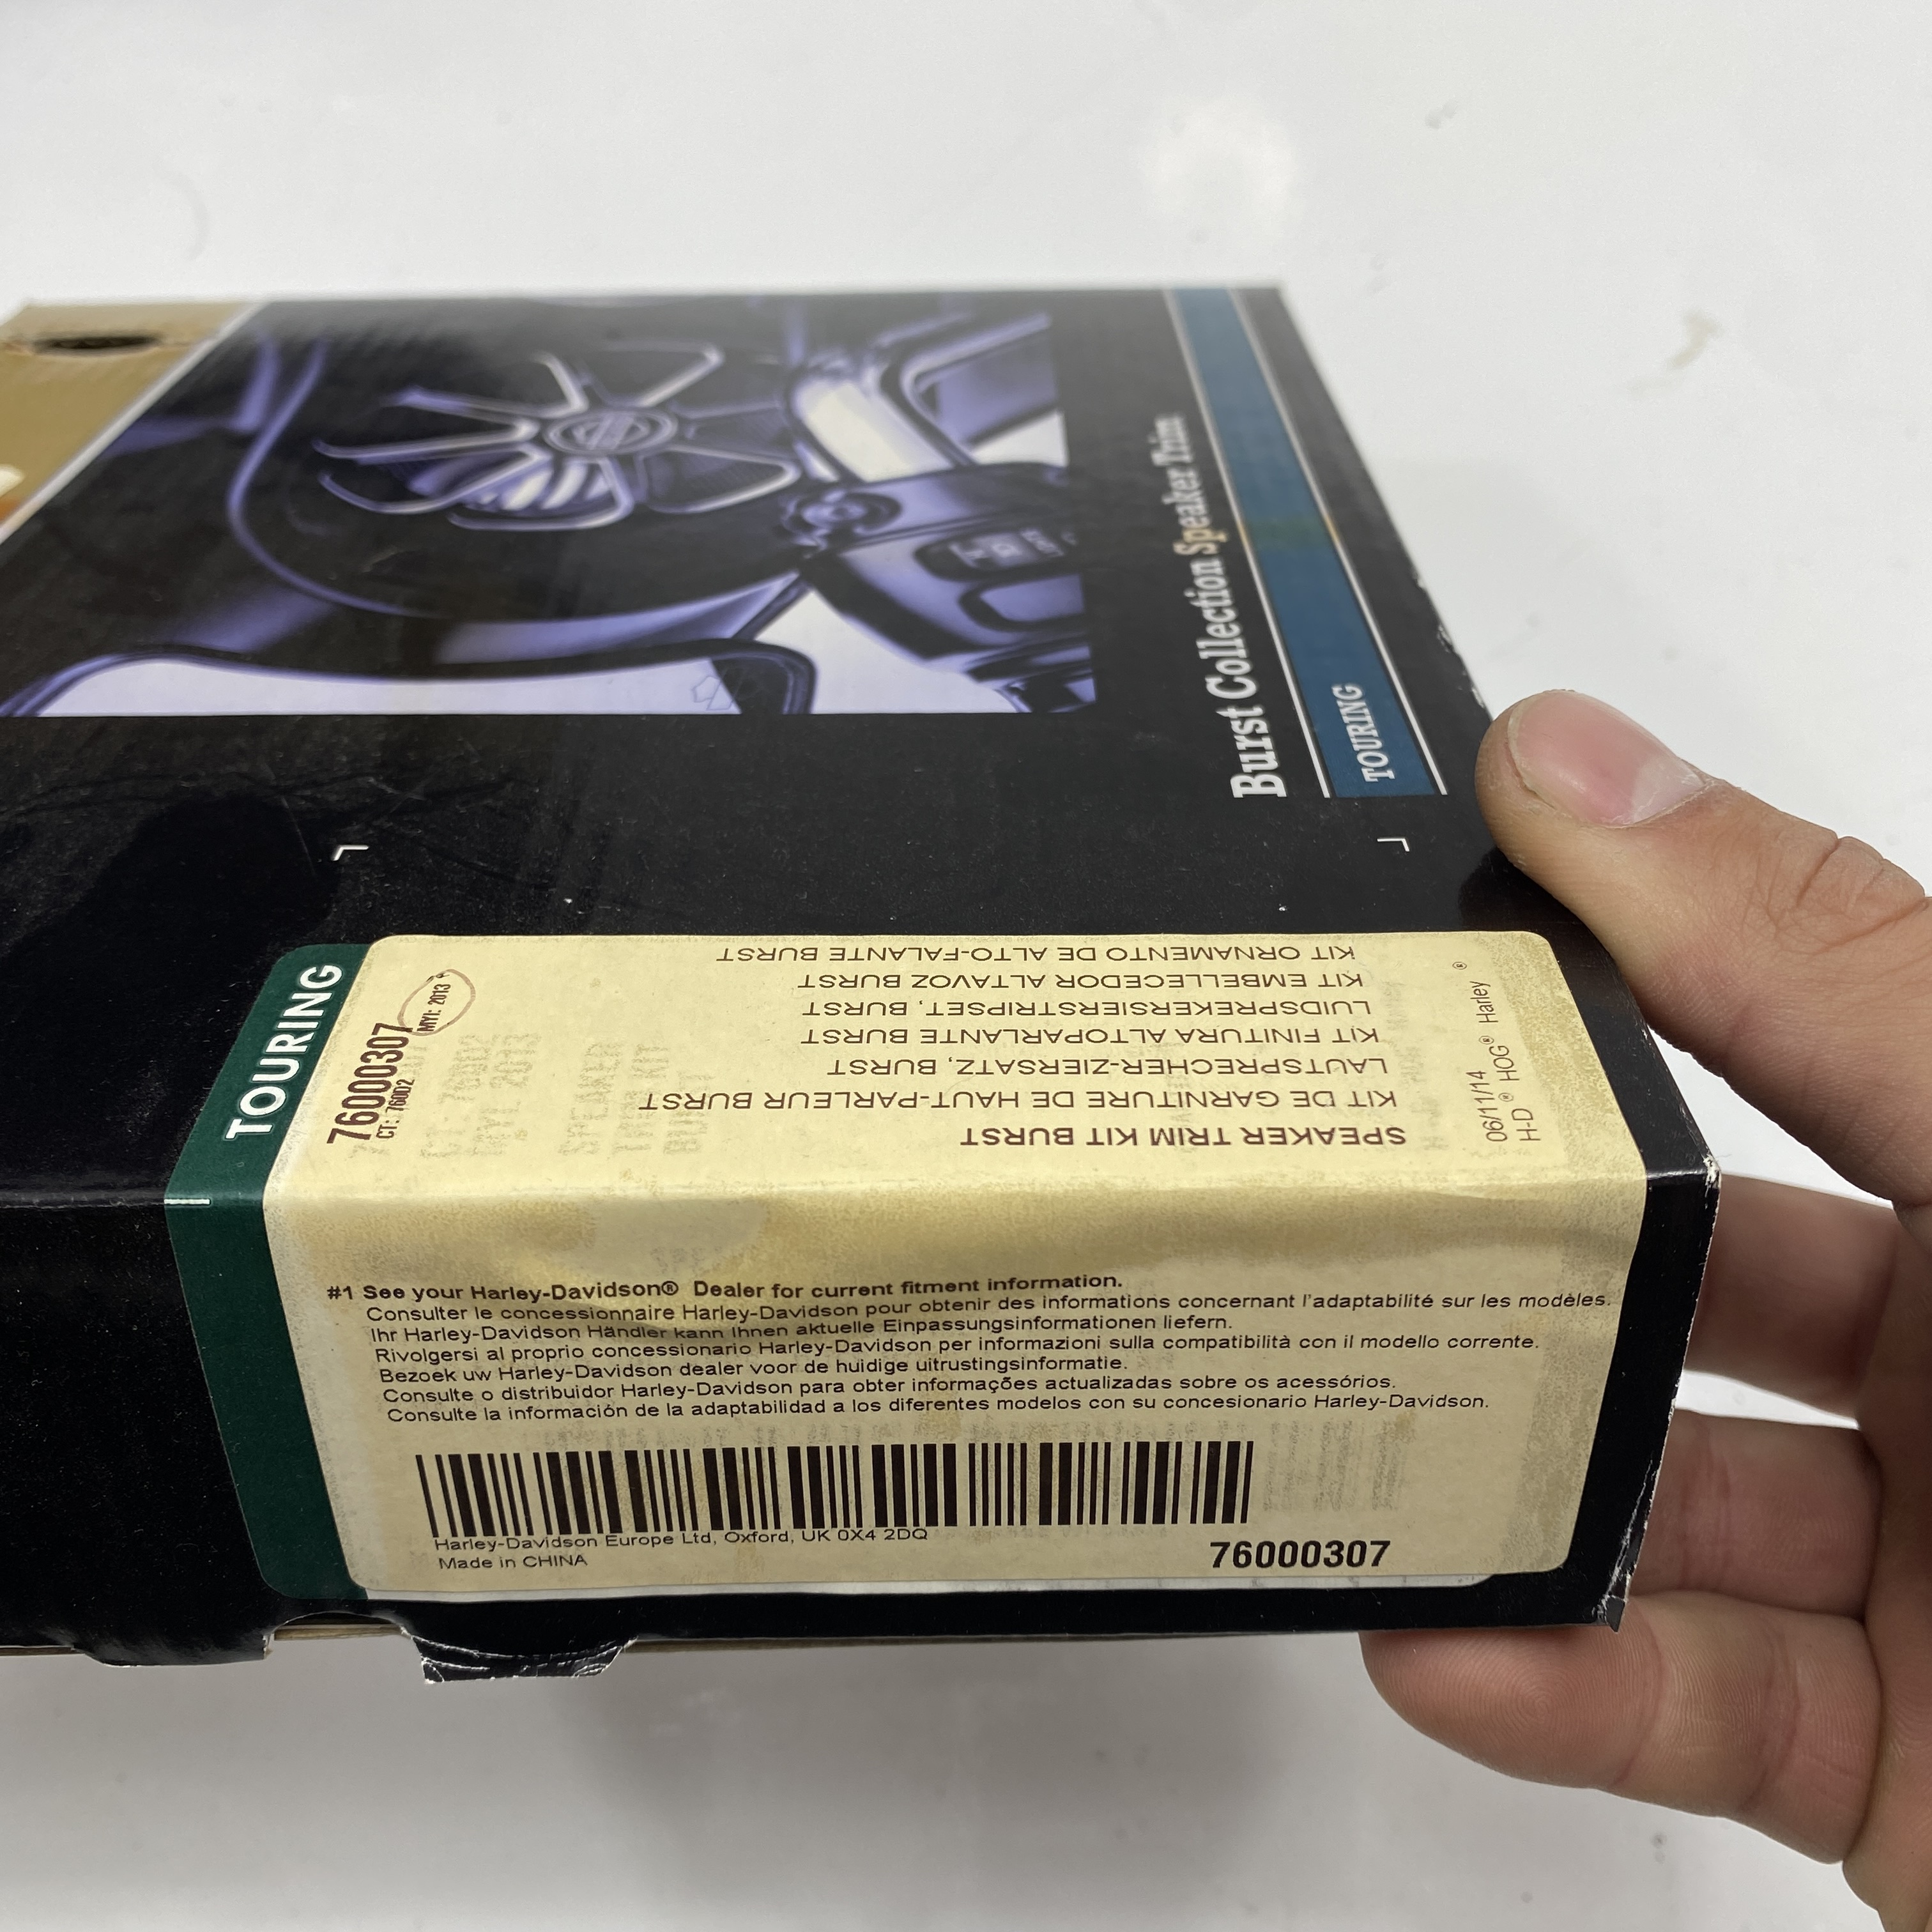 Burst Collection Speaker Trim
TOURING
TOURING
76000307
CT: 76002
MYI: 2013
SPEAKER TRIM KIT BURST
KIT DE GARNITURE DE HAUT-PARLEUR BURST
LAUTSPRECHER-ZIERSATZ, BURST
KIT FINITURA ALTOPARLANTE BURST
LUIDSPREKERSIERSTRIPSET, BURST
KIT EMBELLECEDOR ALTAVOZ BURST
KIT ORNAMENTO DE ALTO-FALANTE BURST
06/11/14
H-D® HOG® Harley®
#1 See your Harley-Davidson® Dealer for current fitment information.
Consulter le concessionnaire Harley-Davidson pour obtenir des informations concernant l'adaptabilité sur les modèles.
Ihr Harley-Davidson Händler kann Ihnen aktuelle Einpassungsinformationen liefern.
Rivolgersi al proprio concessionario Harley-Davidson per informazioni sulla compatibilità con il modello corrente.
Bezoek uw Harley-Davidson dealer voor de huidige uitrustingsinformatie.
Consulte o distribuidor Harley-Davidson para obter informações actualizadas sobre os acessórios.
Consulte la información de la adaptabilidad a los diferentes modelos con su concesionario Harley-Davidson.
Harley-Davidson Europe Ltd, Oxford, UK 0X4 2DQ
Made in CHINA
76000307